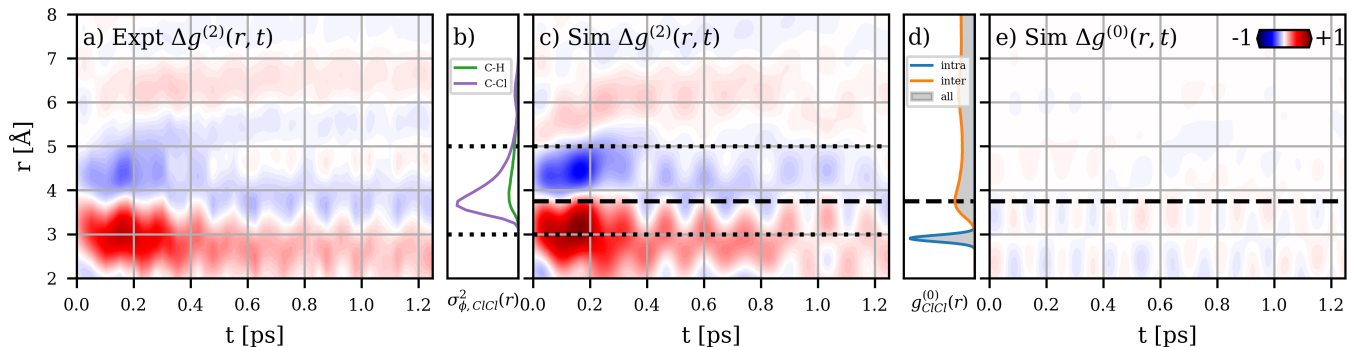 a) Expt Δg⁽²⁾(r, t)
b)
c) Sim Δg⁽²⁾(r, t)
d)
e) Sim Δg⁽⁰⁾(r, t)
-1
+1
C-H
C-Cl
intra
inter
all
r [Å]
8
7
6
5
4
3
2
0.0 0.2 0.4 0.6 0.8 1.0 1.2
t [ps]
σ²ϕ,ClCl(r)
0.0 0.2 0.4 0.6 0.8 1.0 1.2
t [ps]
g⁽⁰⁾ClCl(r)
0.0 0.2 0.4 0.6 0.8 1.0 1.2
t [ps]